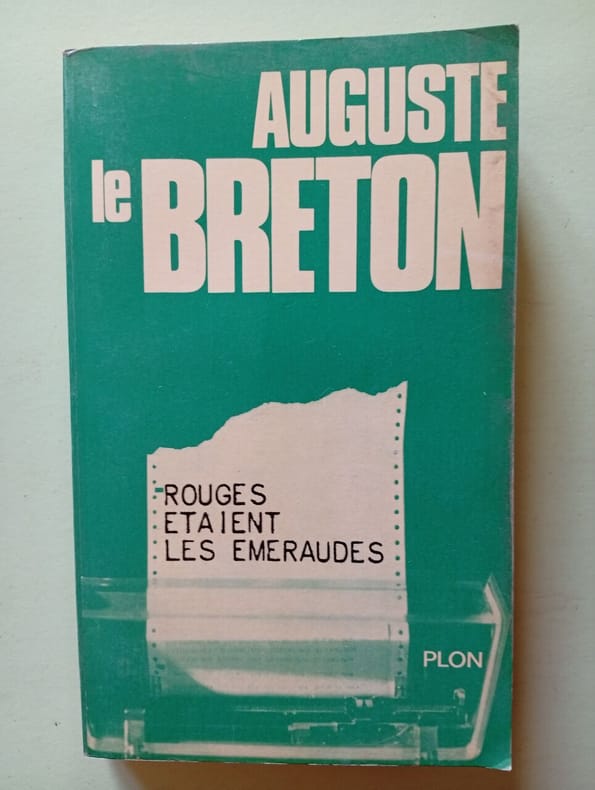 AUGUSTE
le BRETON
-ROUGES
ETAIENT
LES EMERAUDES
PLON